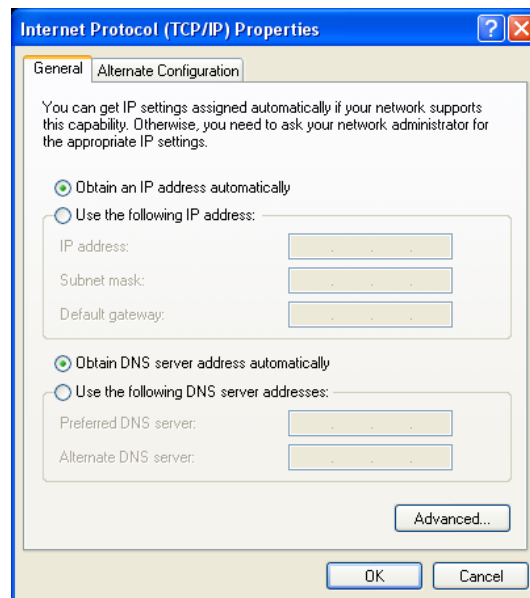 Internet Protocol (TCP/IP) Properties
General
Alternate Configuration
You can get IP settings assigned automatically if your network supports
this capability. Otherwise, you need to ask your network administrator for
the appropriate IP settings.
Obtain an IP address automatically
Use the following IP address:
IP address:
Subnet mask:
Default gateway:
Obtain DNS server address automatically
Use the following DNS server addresses:
Preferred DNS server:
Alternate DNS server:
Advanced...
OK
Cancel